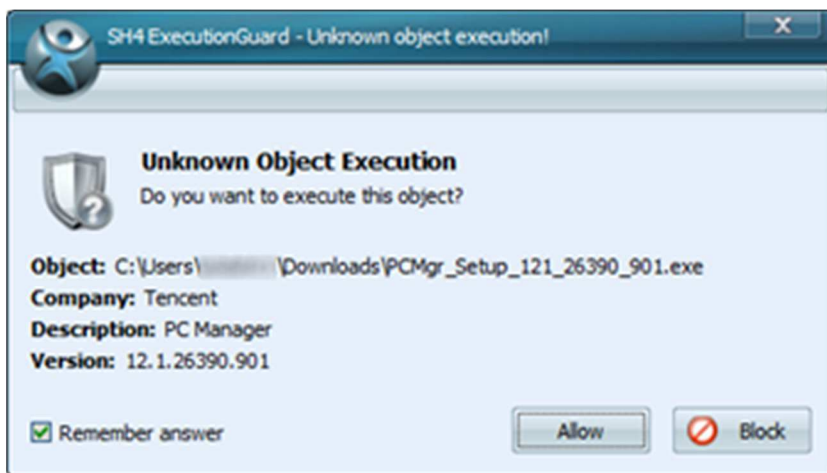 SH4 ExecutionGuard - Unknown object execution!
Unknown Object Execution
Do you want to execute this object?
Object: C:\Users\ \Downloads\PCMgr_Setup_121_26390_901.exe
Company: Tencent
Description: PC Manager
Version: 12.1.26390.901
Remember answer
Allow
Block